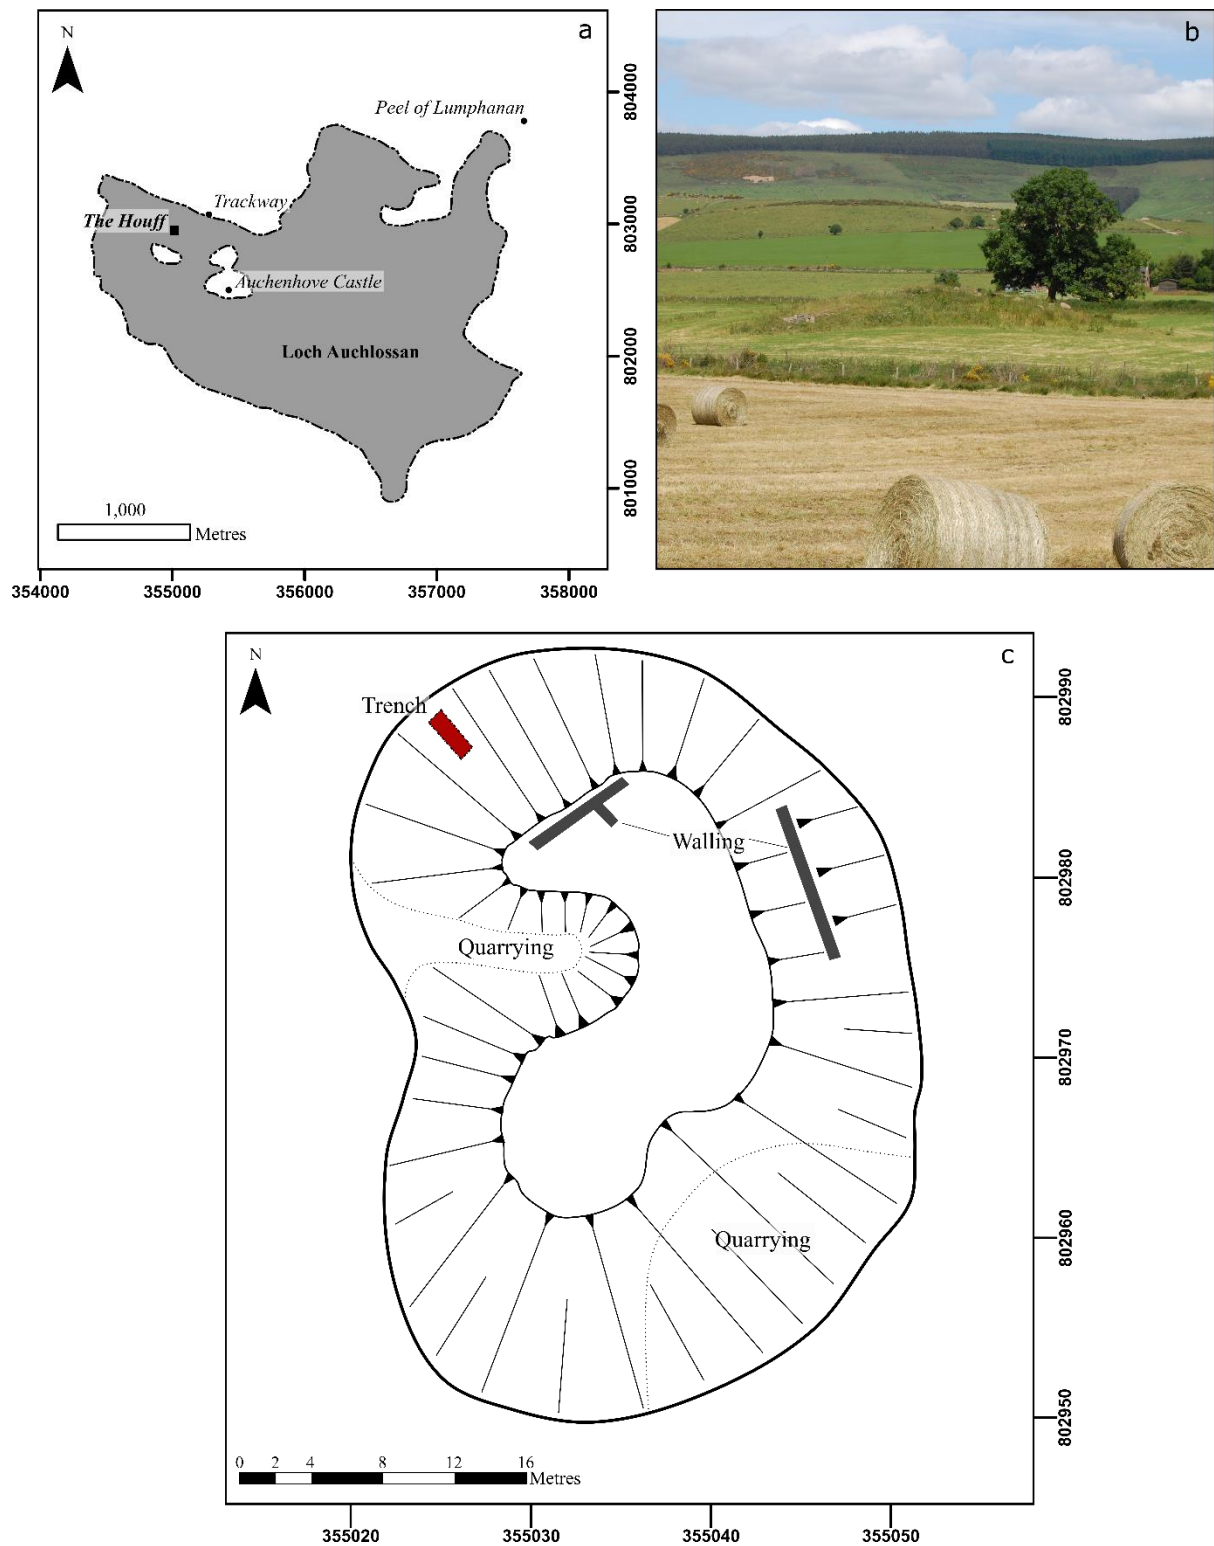 a
N
Peel of Lumphanan
Trackway
The Houff
Auchenhove Castle
Loch Auchlossan
1,000
Metres
804000
803000
802000
801000
354000 355000 356000 357000 358000
b
c
N
Trench
Walling
Quarrying
Quarrying
0 2 4 8 12 16
Metres
802990
802980
802970
802960
802950
355020 355030 355040 355050